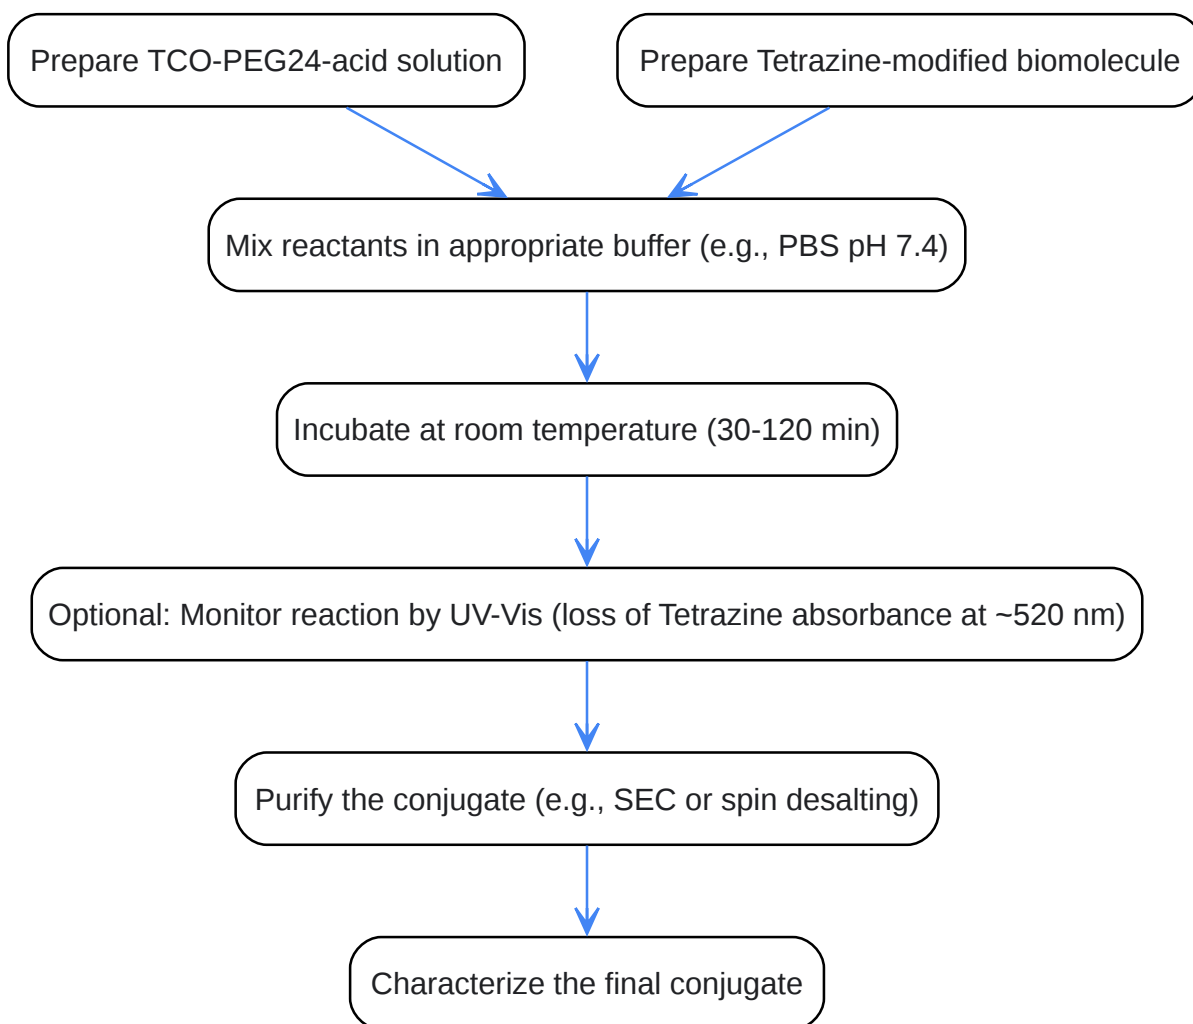 Prepare TCO-PEG24-acid solution
Prepare Tetrazine-modified biomolecule
Mix reactants in appropriate buffer (e.g., PBS pH 7.4)
Incubate at room temperature (30-120 min)
Optional: Monitor reaction by UV-Vis (loss of Tetrazine absorbance at ~520 nm)
Purify the conjugate (e.g., SEC or spin desalting)
Characterize the final conjugate